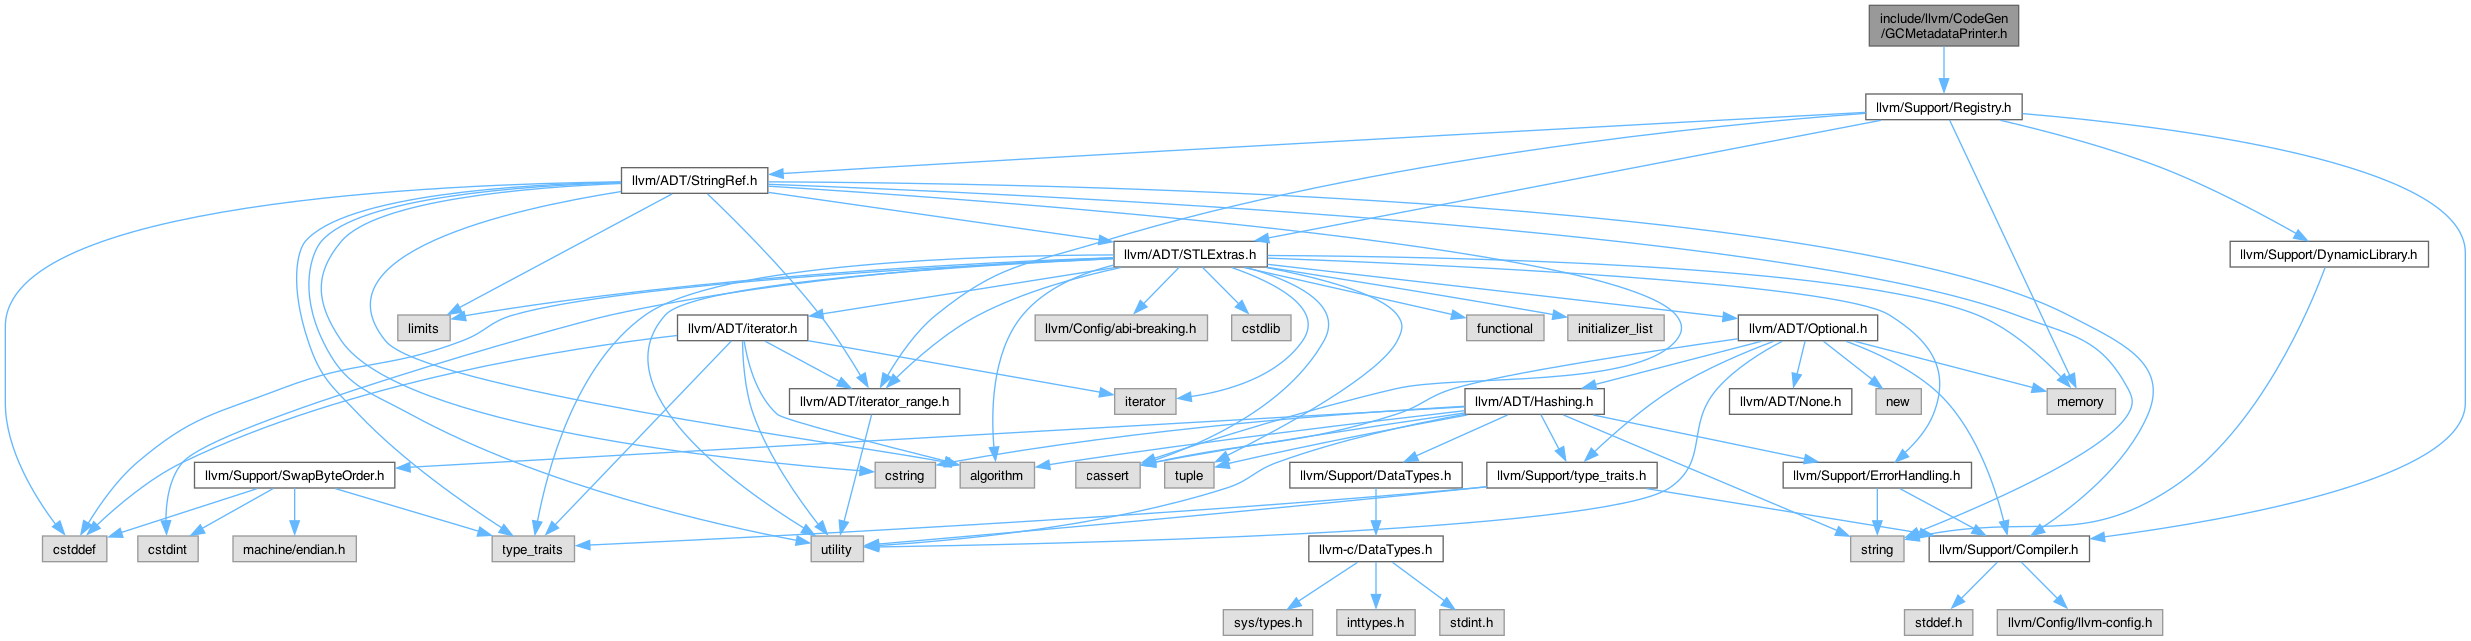 include/llvm/CodeGen
/GCMetadataPrinter.h
llvm/Support/Registry.h
llvm/ADT/StringRef.h
llvm/ADT/STLExtras.h
llvm/Support/DynamicLibrary.h
limits
llvm/ADT/iterator.h
llvm/Config/abi-breaking.h
cstdlib
functional
initializer_list
llvm/ADT/Optional.h
llvm/ADT/iterator_range.h
iterator
llvm/ADT/Hashing.h
llvm/ADT/None.h
new
memory
llvm/Support/SwapByteOrder.h
cstring
algorithm
cassert
tuple
llvm/Support/DataTypes.h
llvm/Support/type_traits.h
llvm/Support/ErrorHandling.h
cstddef
cstdint
machine/endian.h
type_traits
utility
llvm-c/DataTypes.h
string
llvm/Support/Compiler.h
sys/types.h
inttypes.h
stdint.h
stddef.h
llvm/Config/llvm-config.h